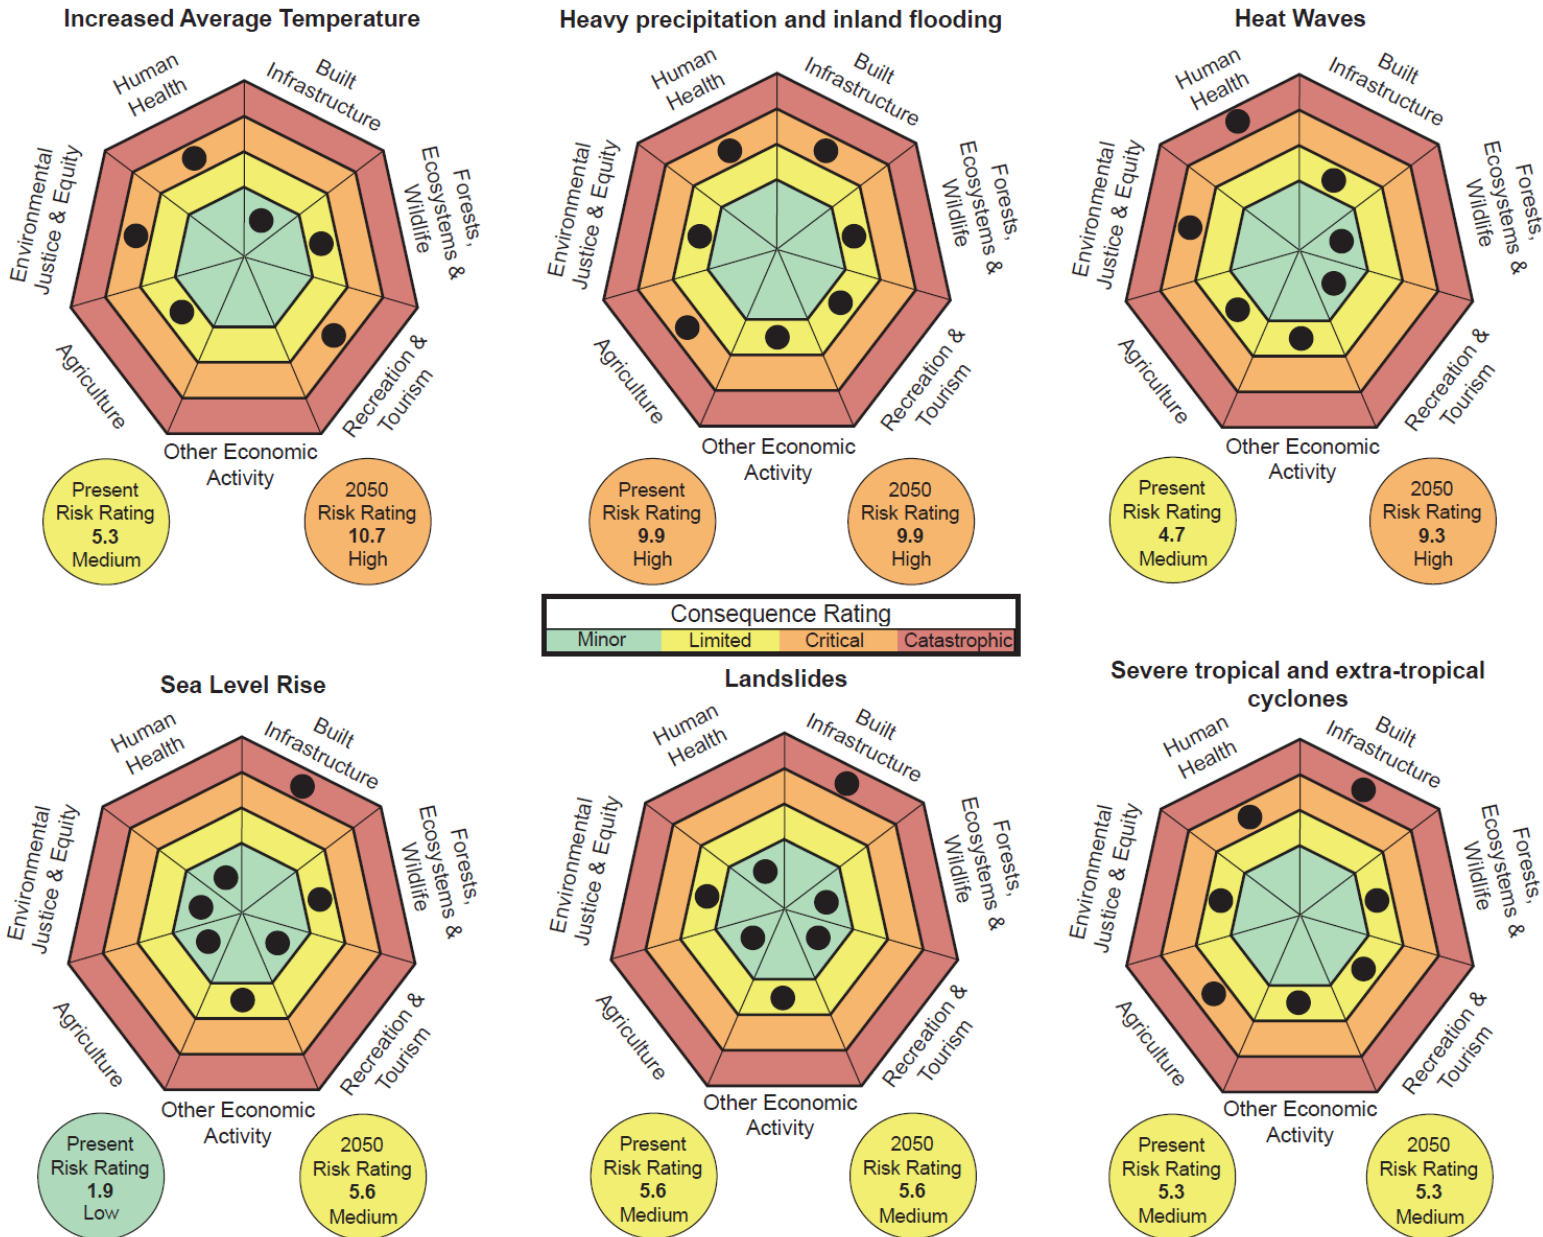 Increased Average Temperature
Human
Health
Built
Infrastructure
Environmental
Justice & Equity
Forests,
Ecosystems &
Wildlife
Agriculture
Recreation &
Tourism
Other Economic
Activity
Present
Risk Rating
5.3
Medium
2050
Risk Rating
10.7
High
Heavy precipitation and inland flooding
Human
Health
Built
Infrastructure
Environmental
Justice & Equity
Forests,
Ecosystems &
Wildlife
Agriculture
Recreation &
Tourism
Other Economic
Activity
Present
Risk Rating
9.9
High
2050
Risk Rating
9.9
High
Heat Waves
Human
Health
Built
Infrastructure
Environmental
Justice & Equity
Forests,
Ecosystems &
Wildlife
Agriculture
Recreation &
Tourism
Other Economic
Activity
Present
Risk Rating
4.7
Medium
2050
Risk Rating
9.3
High
Consequence Rating
Minor Limited Critical Catastrophic
Sea Level Rise
Human
Health
Built
Infrastructure
Environmental
Justice & Equity
Forests,
Ecosystems &
Wildlife
Agriculture
Recreation &
Tourism
Other Economic
Activity
Present
Risk Rating
1.9
Low
2050
Risk Rating
5.6
Medium
Landslides
Human
Health
Built
Infrastructure
Environmental
Justice & Equity
Forests,
Ecosystems &
Wildlife
Agriculture
Recreation &
Tourism
Other Economic
Activity
Present
Risk Rating
5.6
Medium
2050
Risk Rating
5.6
Medium
Severe tropical and extra-tropical
cyclones
Human
Health
Built
Infrastructure
Environmental
Justice & Equity
Forests,
Ecosystems &
Wildlife
Agriculture
Recreation &
Tourism
Other Economic
Activity
Present
Risk Rating
5.3
Medium
2050
Risk Rating
5.3
Medium